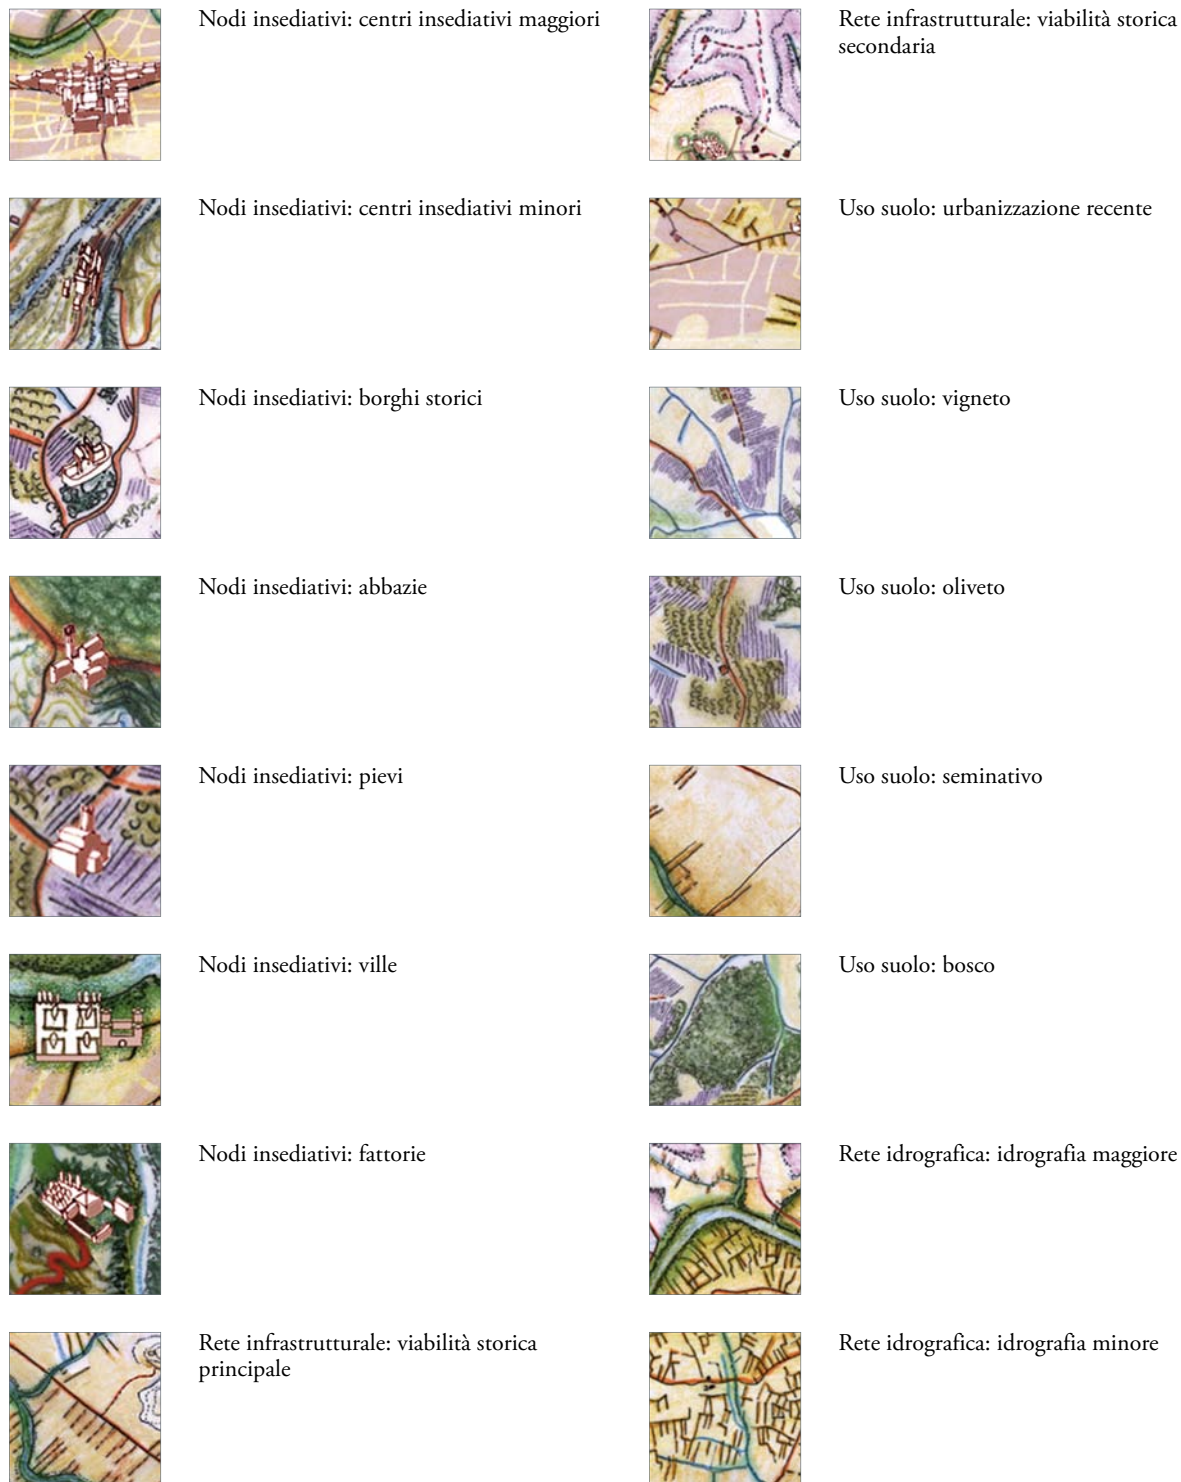 Nodi insediativi: centri insediativi maggiori
Nodi insediativi: centri insediativi minori
Nodi insediativi: borghi storici
Nodi insediativi: abbazie
Nodi insediativi: pievi
Nodi insediativi: ville
Nodi insediativi: fattorie
Rete infrastrutturale: viabilità storica
principale
Rete infrastrutturale: viabilità storica
secondaria
Uso suolo: urbanizzazione recente
Uso suolo: vigneto
Uso suolo: oliveto
Uso suolo: seminativo
Uso suolo: bosco
Rete idrografica: idrografia maggiore
Rete idrografica: idrografia minore